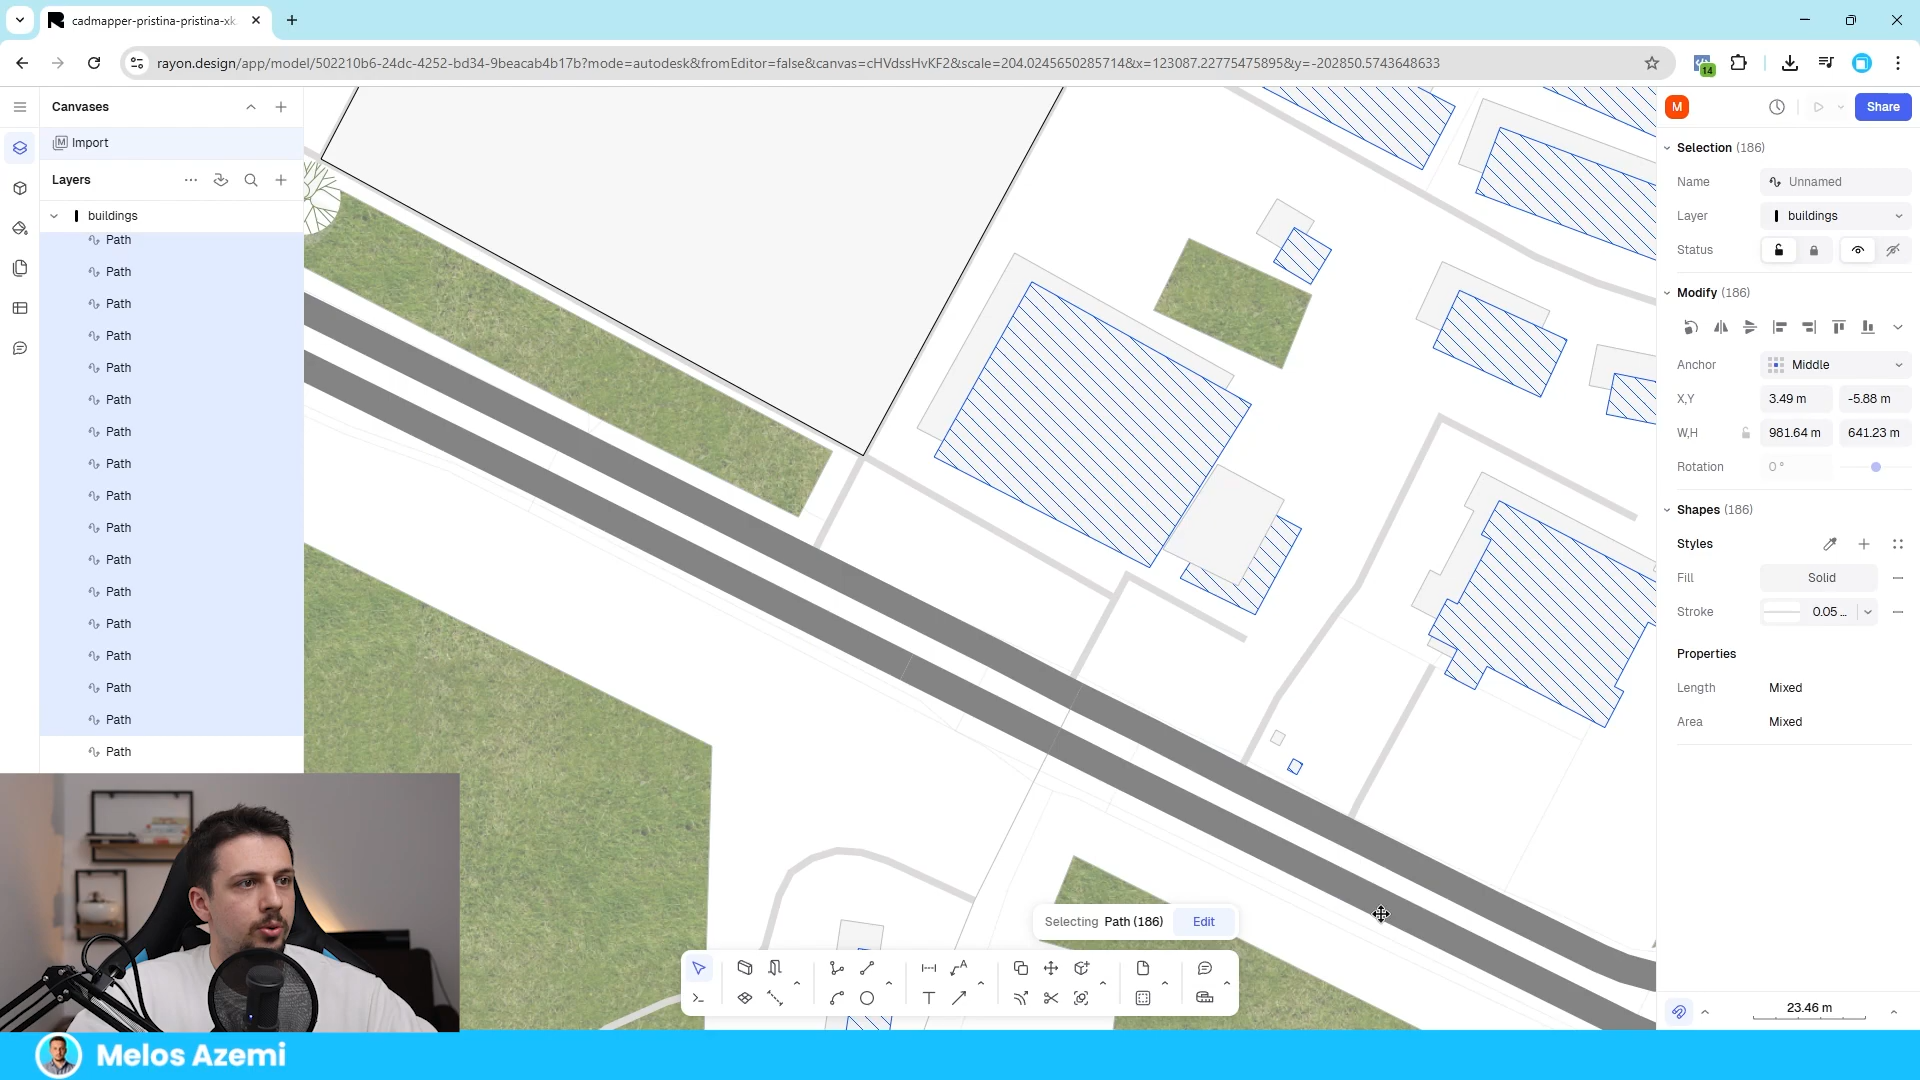 cadmapper-pristina-pristina-xk
rayon.design/app/model/502210b6-24dc-4252-bd34-9beacab4b17b?mode=autodesk&fromEditor=false&canvas=cHVdssHvKF2&scale=204.0245650285714&x=123087.22775475895&y=-202850.5743648633
14
Canvases
M
Share
Import
Selection (186)
Layers
Name
Unnamed
buildings
Layer
buildings
Path
Status
Path
Path
Modify (186)
Path
Path
Anchor
Middle
Path
X,Y
3.49 m
-5.88 m
Path
W,H
981.64 m
641.23 m
Path
Rotation
0 °
Path
Shapes (186)
Path
Styles
Path
Fill
Solid
Path
Stroke
0.05 ...
Path
Properties
Path
Length
Mixed
Path
Area
Mixed
Path
Path
Selecting Path (186)
Edit
23.46 m
Melos Azemi